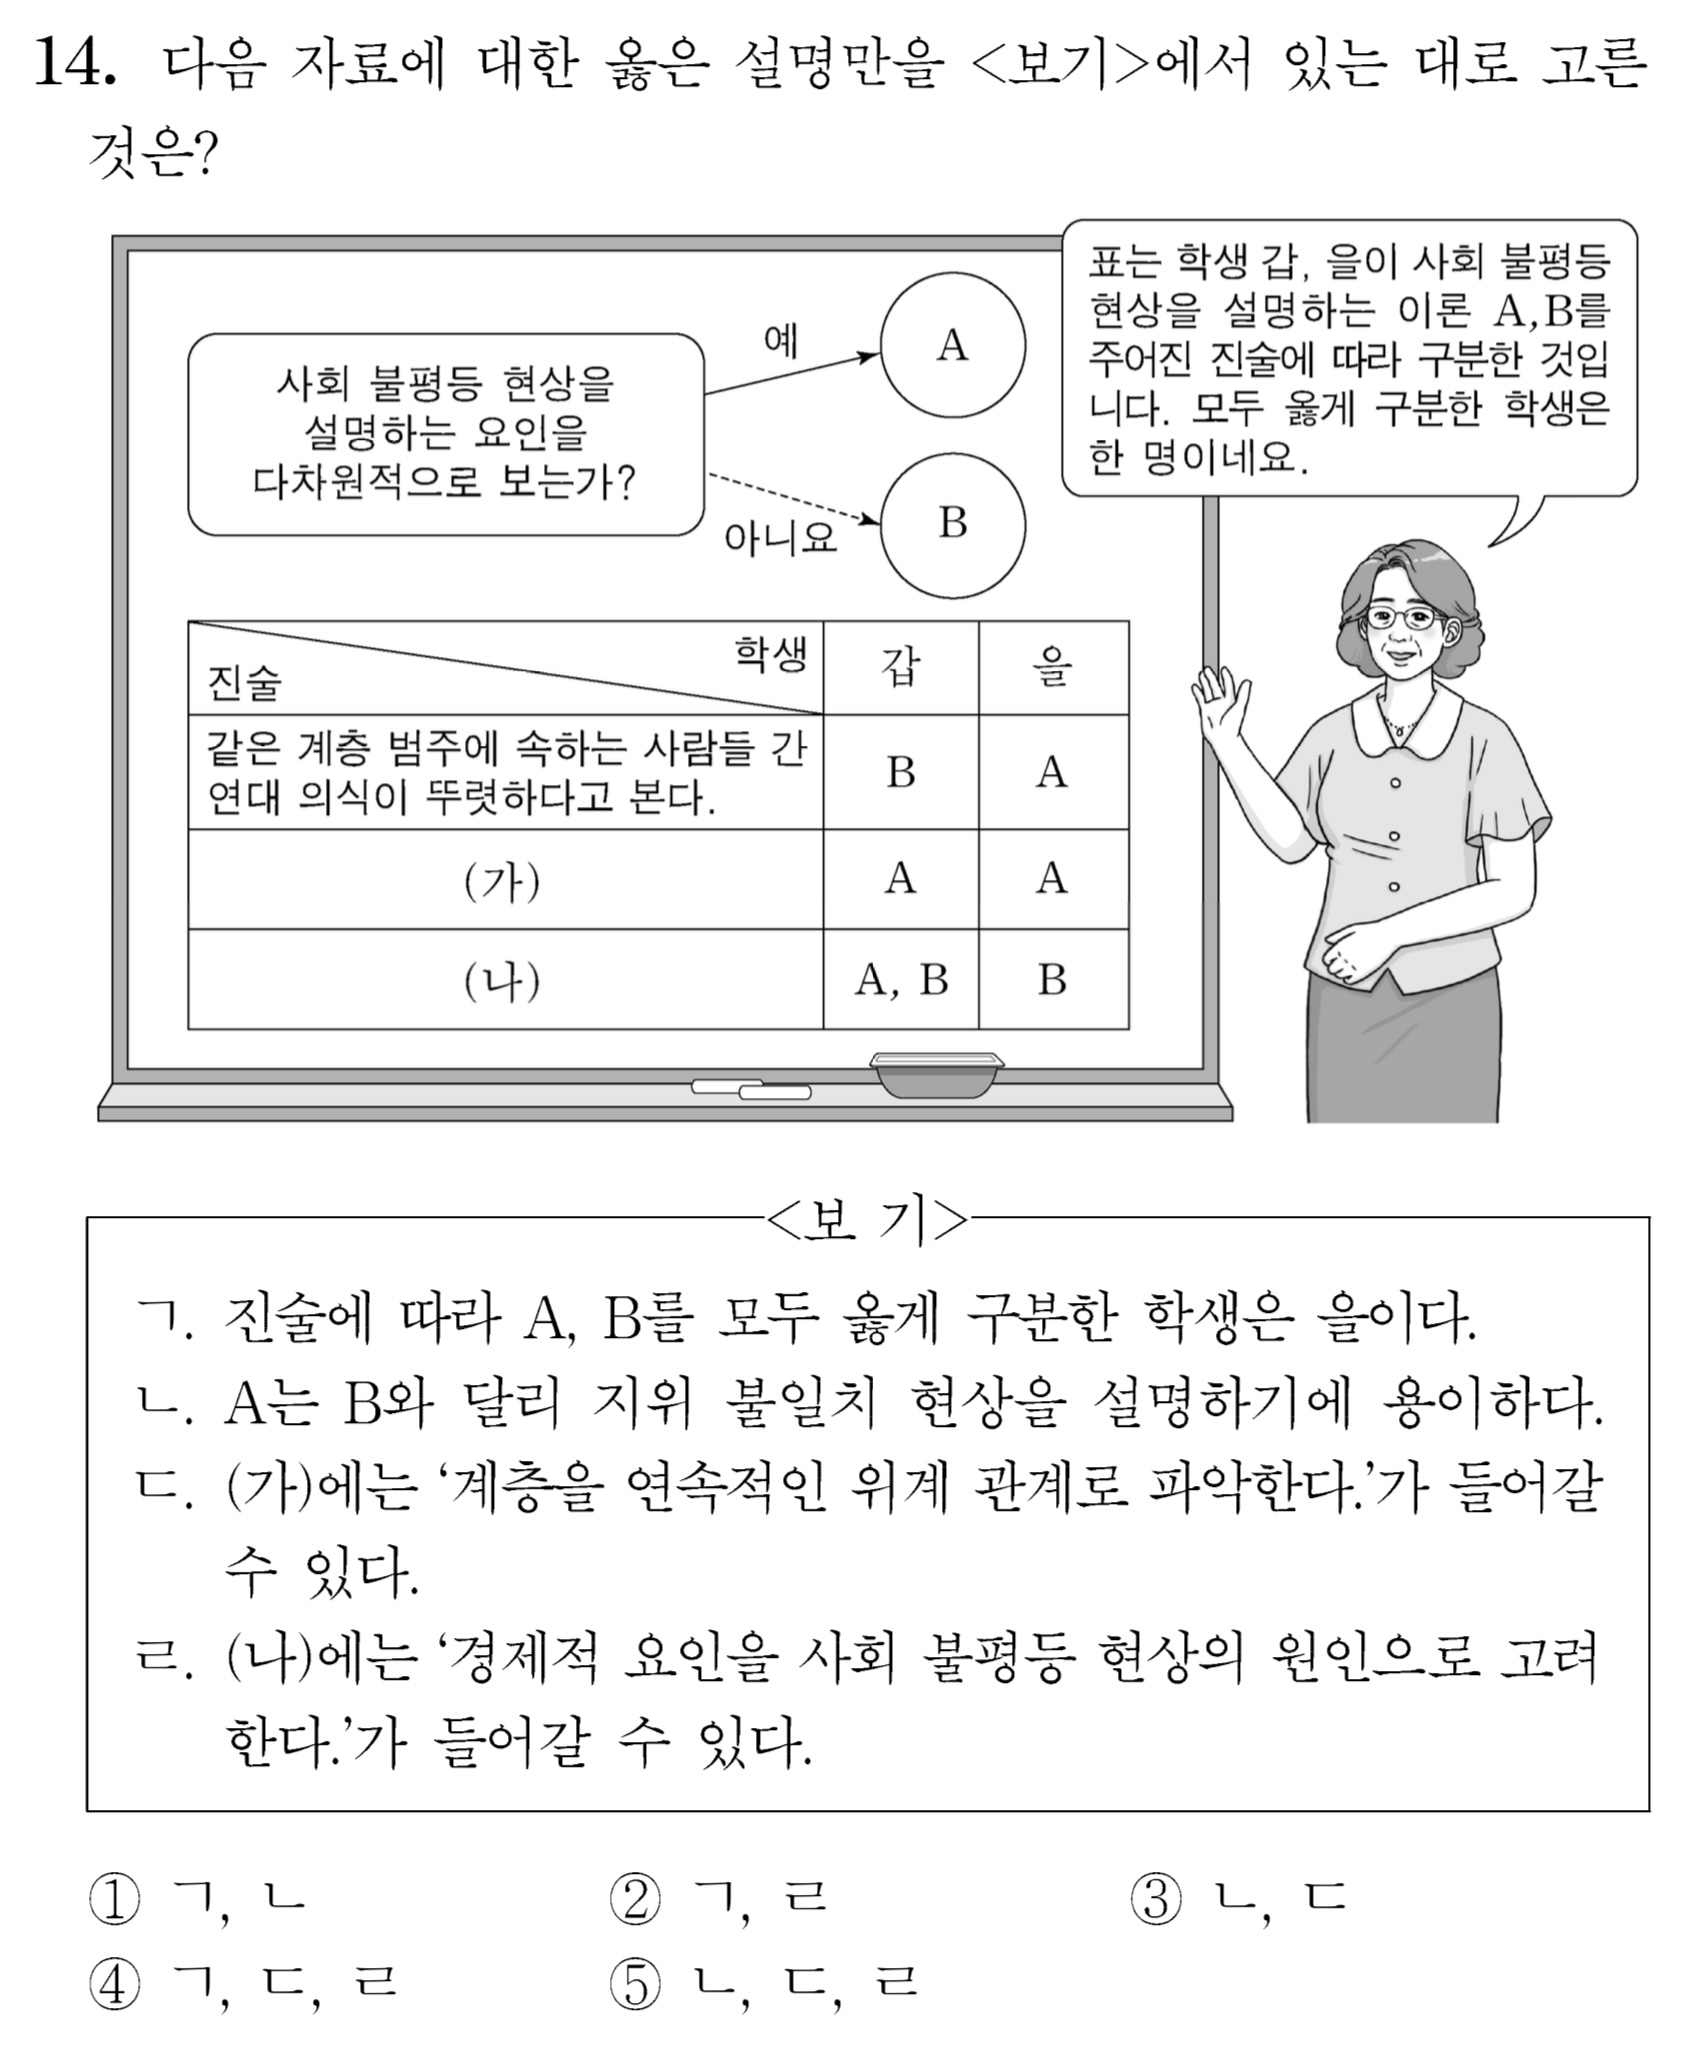 14. 다음 자료에 대한 옳은 설명만을 <보기>에서 있는 대로 고른
것은?
표는 학생 갑, 을이 사회 불평등
현상을 설명하는 이론 A,B를
주어진 진술에 따라 구분한 것입
니다. 모두 옳게 구분한 학생은
한 명이네요.
사회 불평등 현상을
설명하는 요인을
다차원적으로 보는가?
예
A
아니요
B
진술 학생 갑 을
같은 계층 범주에 속하는 사람들 간
연대 의식이 뚜렷하다고 본다.
B A
(가) A A
(나) A, B B
<보 기>
ㄱ. 진술에 따라 A, B를 모두 옳게 구분한 학생은 을이다.
ㄴ. A는 B와 달리 지위 불일치 현상을 설명하기에 용이하다.
ㄷ. (가)에는 ‘계층을 연속적인 위계 관계로 파악한다.’가 들어갈
수 있다.
ㄹ. (나)에는 ‘경제적 요인을 사회 불평등 현상의 원인으로 고려
한다.’가 들어갈 수 있다.
① ㄱ, ㄴ ② ㄱ, ㄹ ③ ㄴ, ㄷ
④ ㄱ, ㄷ, ㄹ ⑤ ㄴ, ㄷ, ㄹ